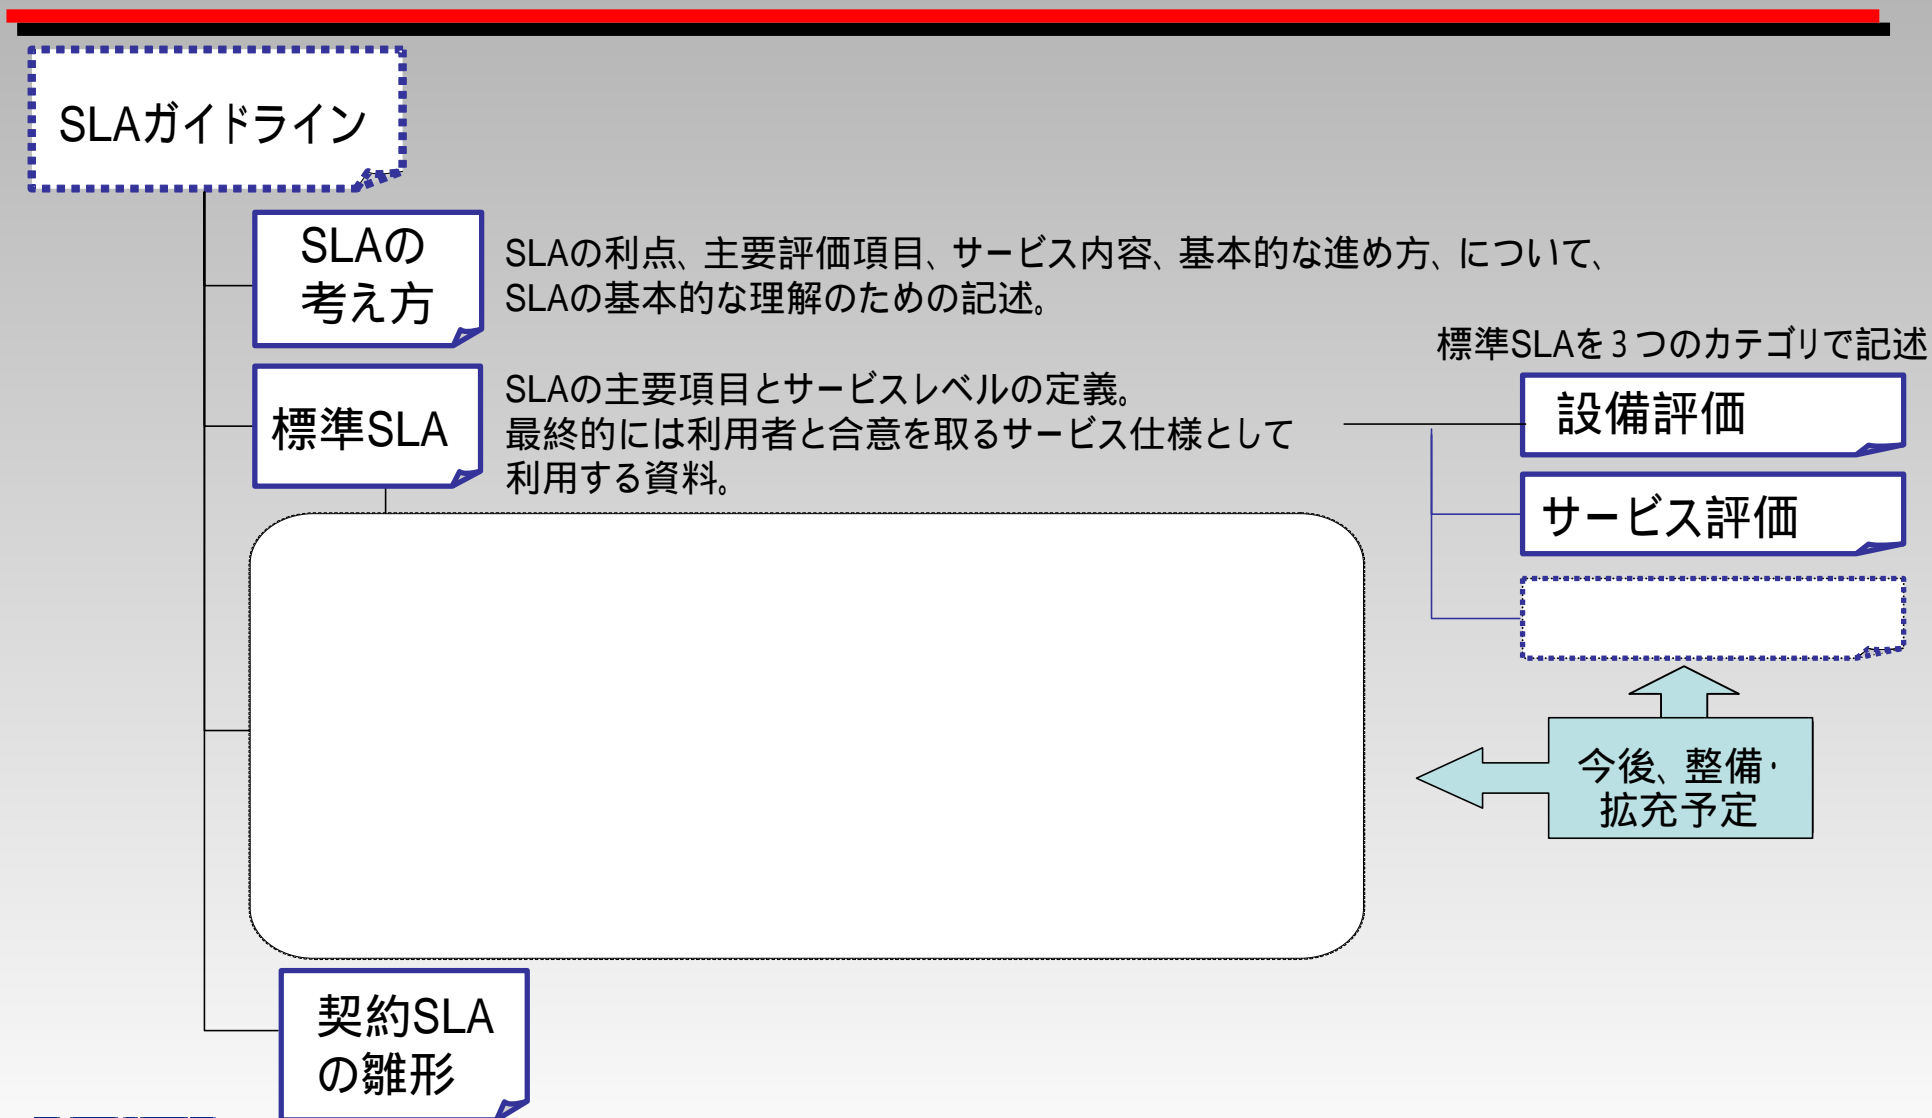 SLAガイドライン
SLAの
考え方
SLAの利点、主要評価項目、サービス内容、基本的な進め方、について、
SLAの基本的な理解のための記述。
標準SLAを3つのカテゴリで記述
標準SLA
SLAの主要項目とサービスレベルの定義。
最終的には利用者と合意を取るサービス仕様として
利用する資料。
設備評価
サービス評価
今後、整備・
拡充予定
契約SLA
の雛形